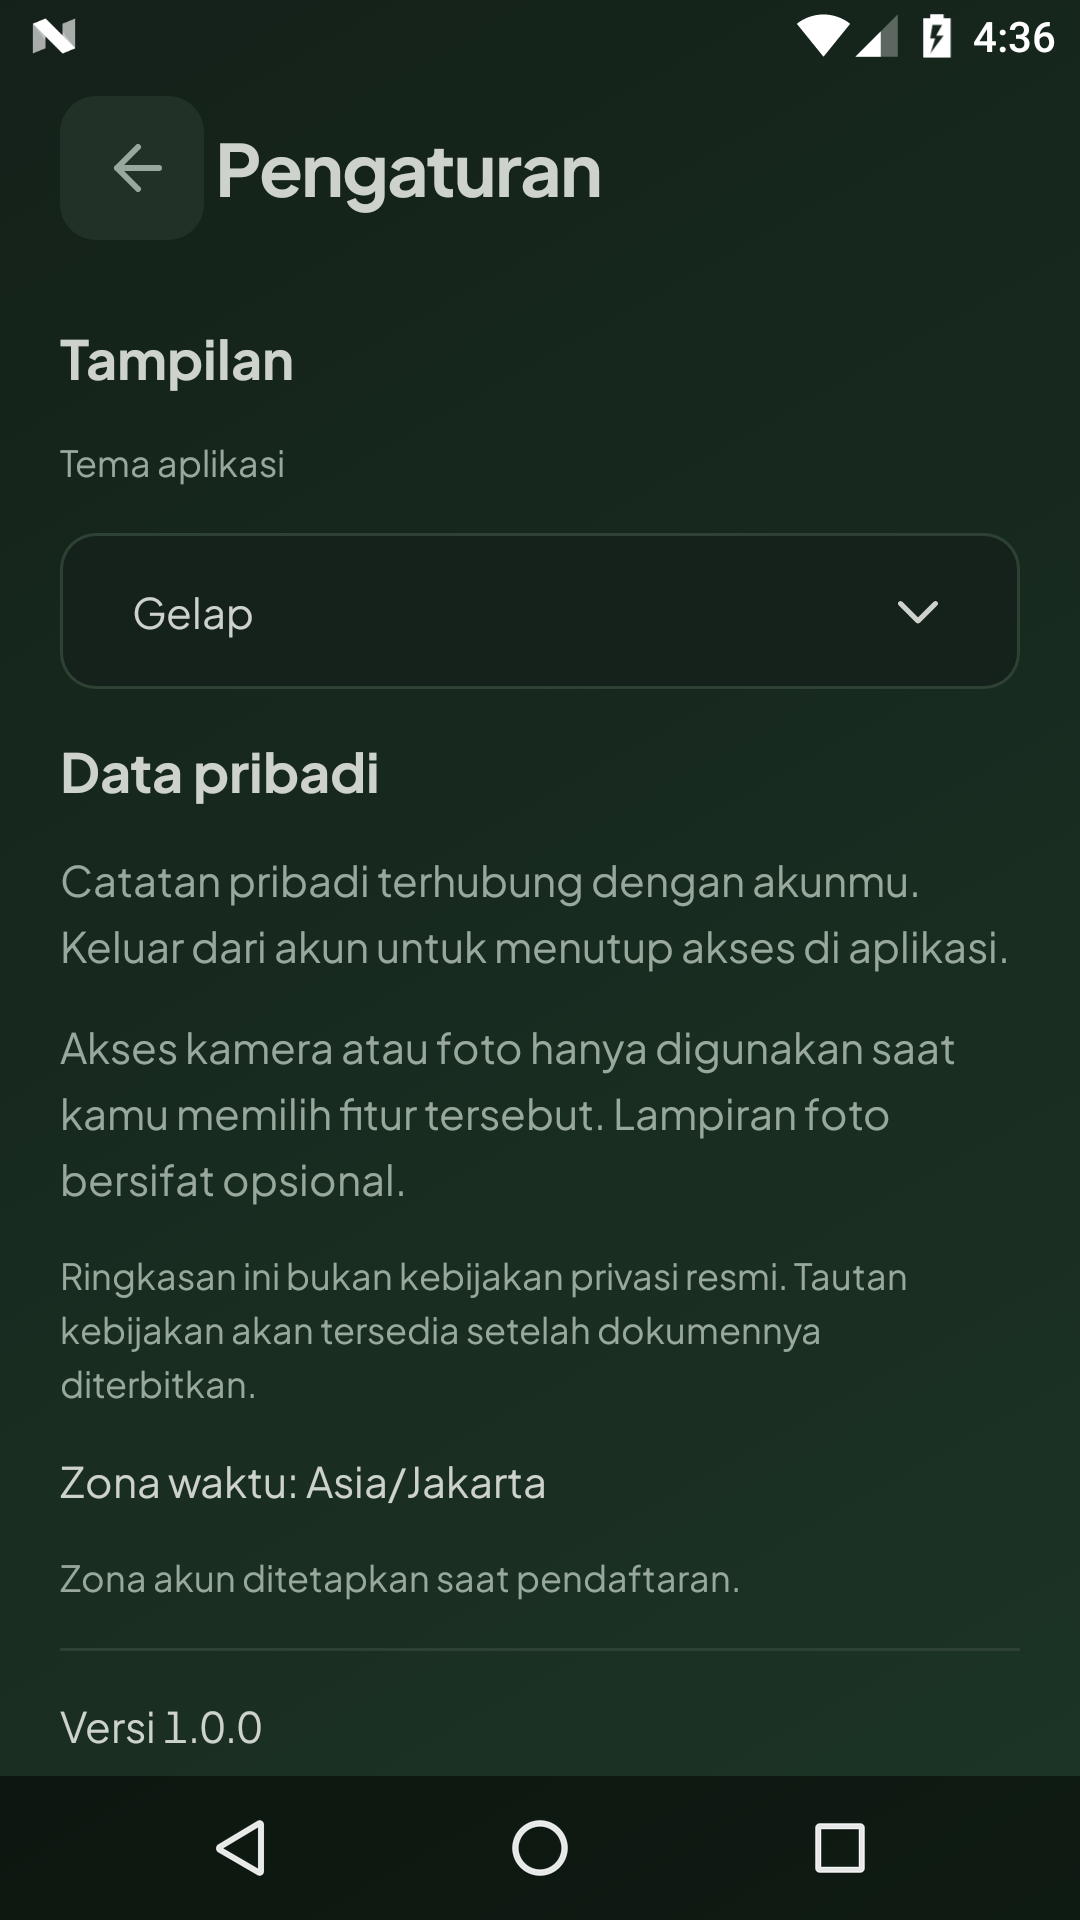 4:36
Pengaturan
Tampilan
Tema aplikasi
Gelap
Data pribadi
Catatan pribadi terhubung dengan akunmu.
Keluar dari akun untuk menutup akses di aplikasi.
Akses kamera atau foto hanya digunakan saat
kamu memilih fitur tersebut. Lampiran foto
bersifat opsional.
Ringkasan ini bukan kebijakan privasi resmi. Tautan
kebijakan akan tersedia setelah dokumennya
diterbitkan.
Zona waktu: Asia/Jakarta
Zona akun ditetapkan saat pendaftaran.
Versi 1.0.0